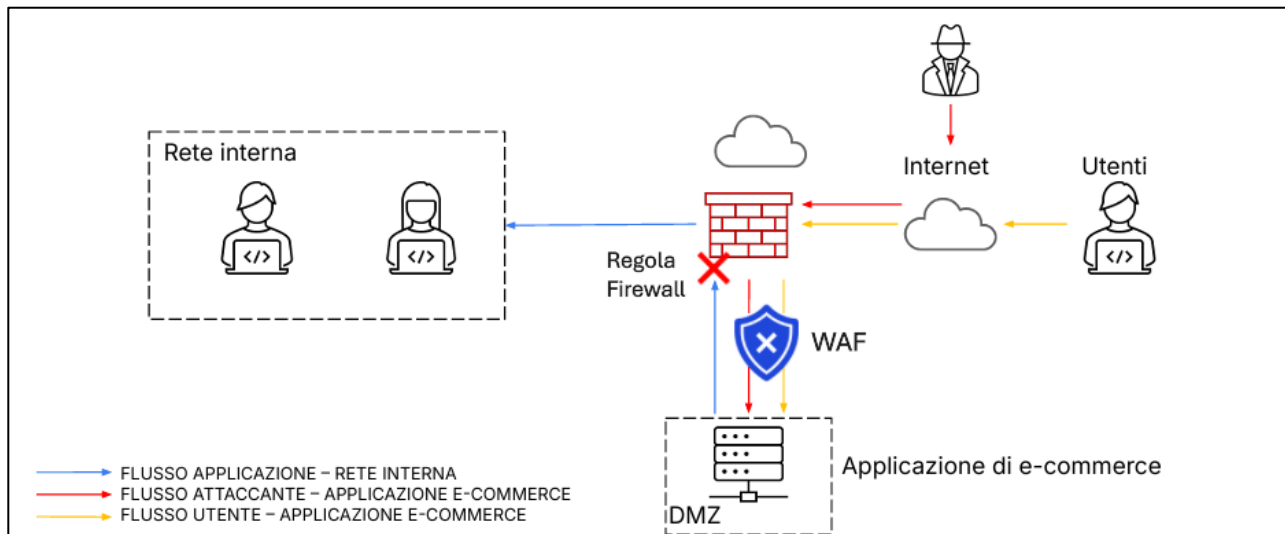 Rete interna
Internet
Utenti
Regola
Firewall
WAF
Applicazione di e-commerce
DMZ
FLUSSO APPLICAZIONE – RETE INTERNA
FLUSSO ATTACCANTE – APPLICAZIONE E-COMMERCE
FLUSSO UTENTE – APPLICAZIONE E-COMMERCE